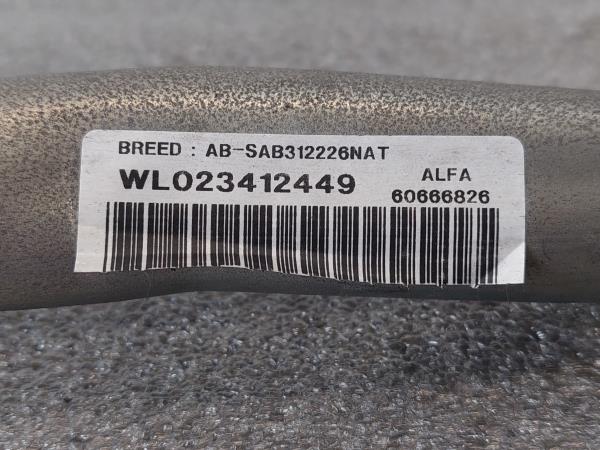 BREED : AB-SAB312226NAT
WL023412449
ALFA
60666826